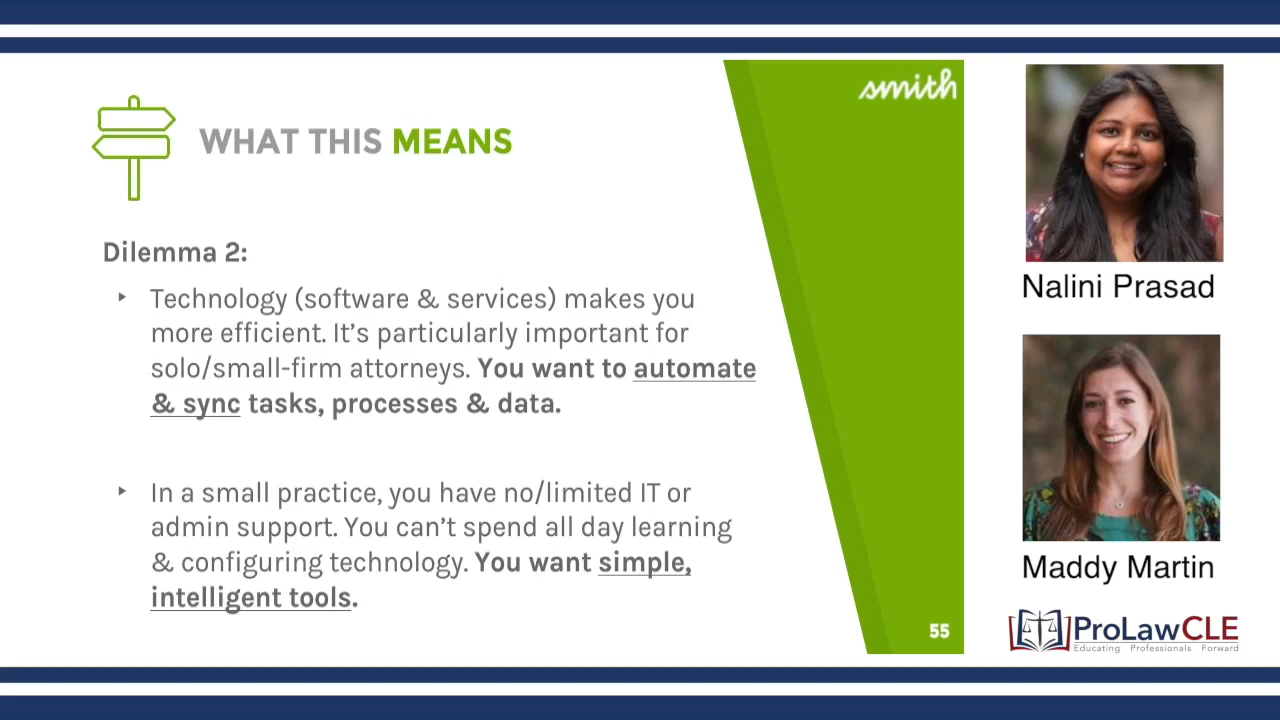 smith
WHAT THIS MEANS
Dilemma 2:
‣ Technology (software & services) makes you
more efficient. It’s particularly important for
solo/small-firm attorneys. You want to automate
& sync tasks, processes & data.
‣ In a small practice, you have no/limited IT or
admin support. You can’t spend all day learning
& configuring technology. You want simple,
intelligent tools.
55
Nalini Prasad
Maddy Martin
ProLawCLE
Educating Professionals Forward